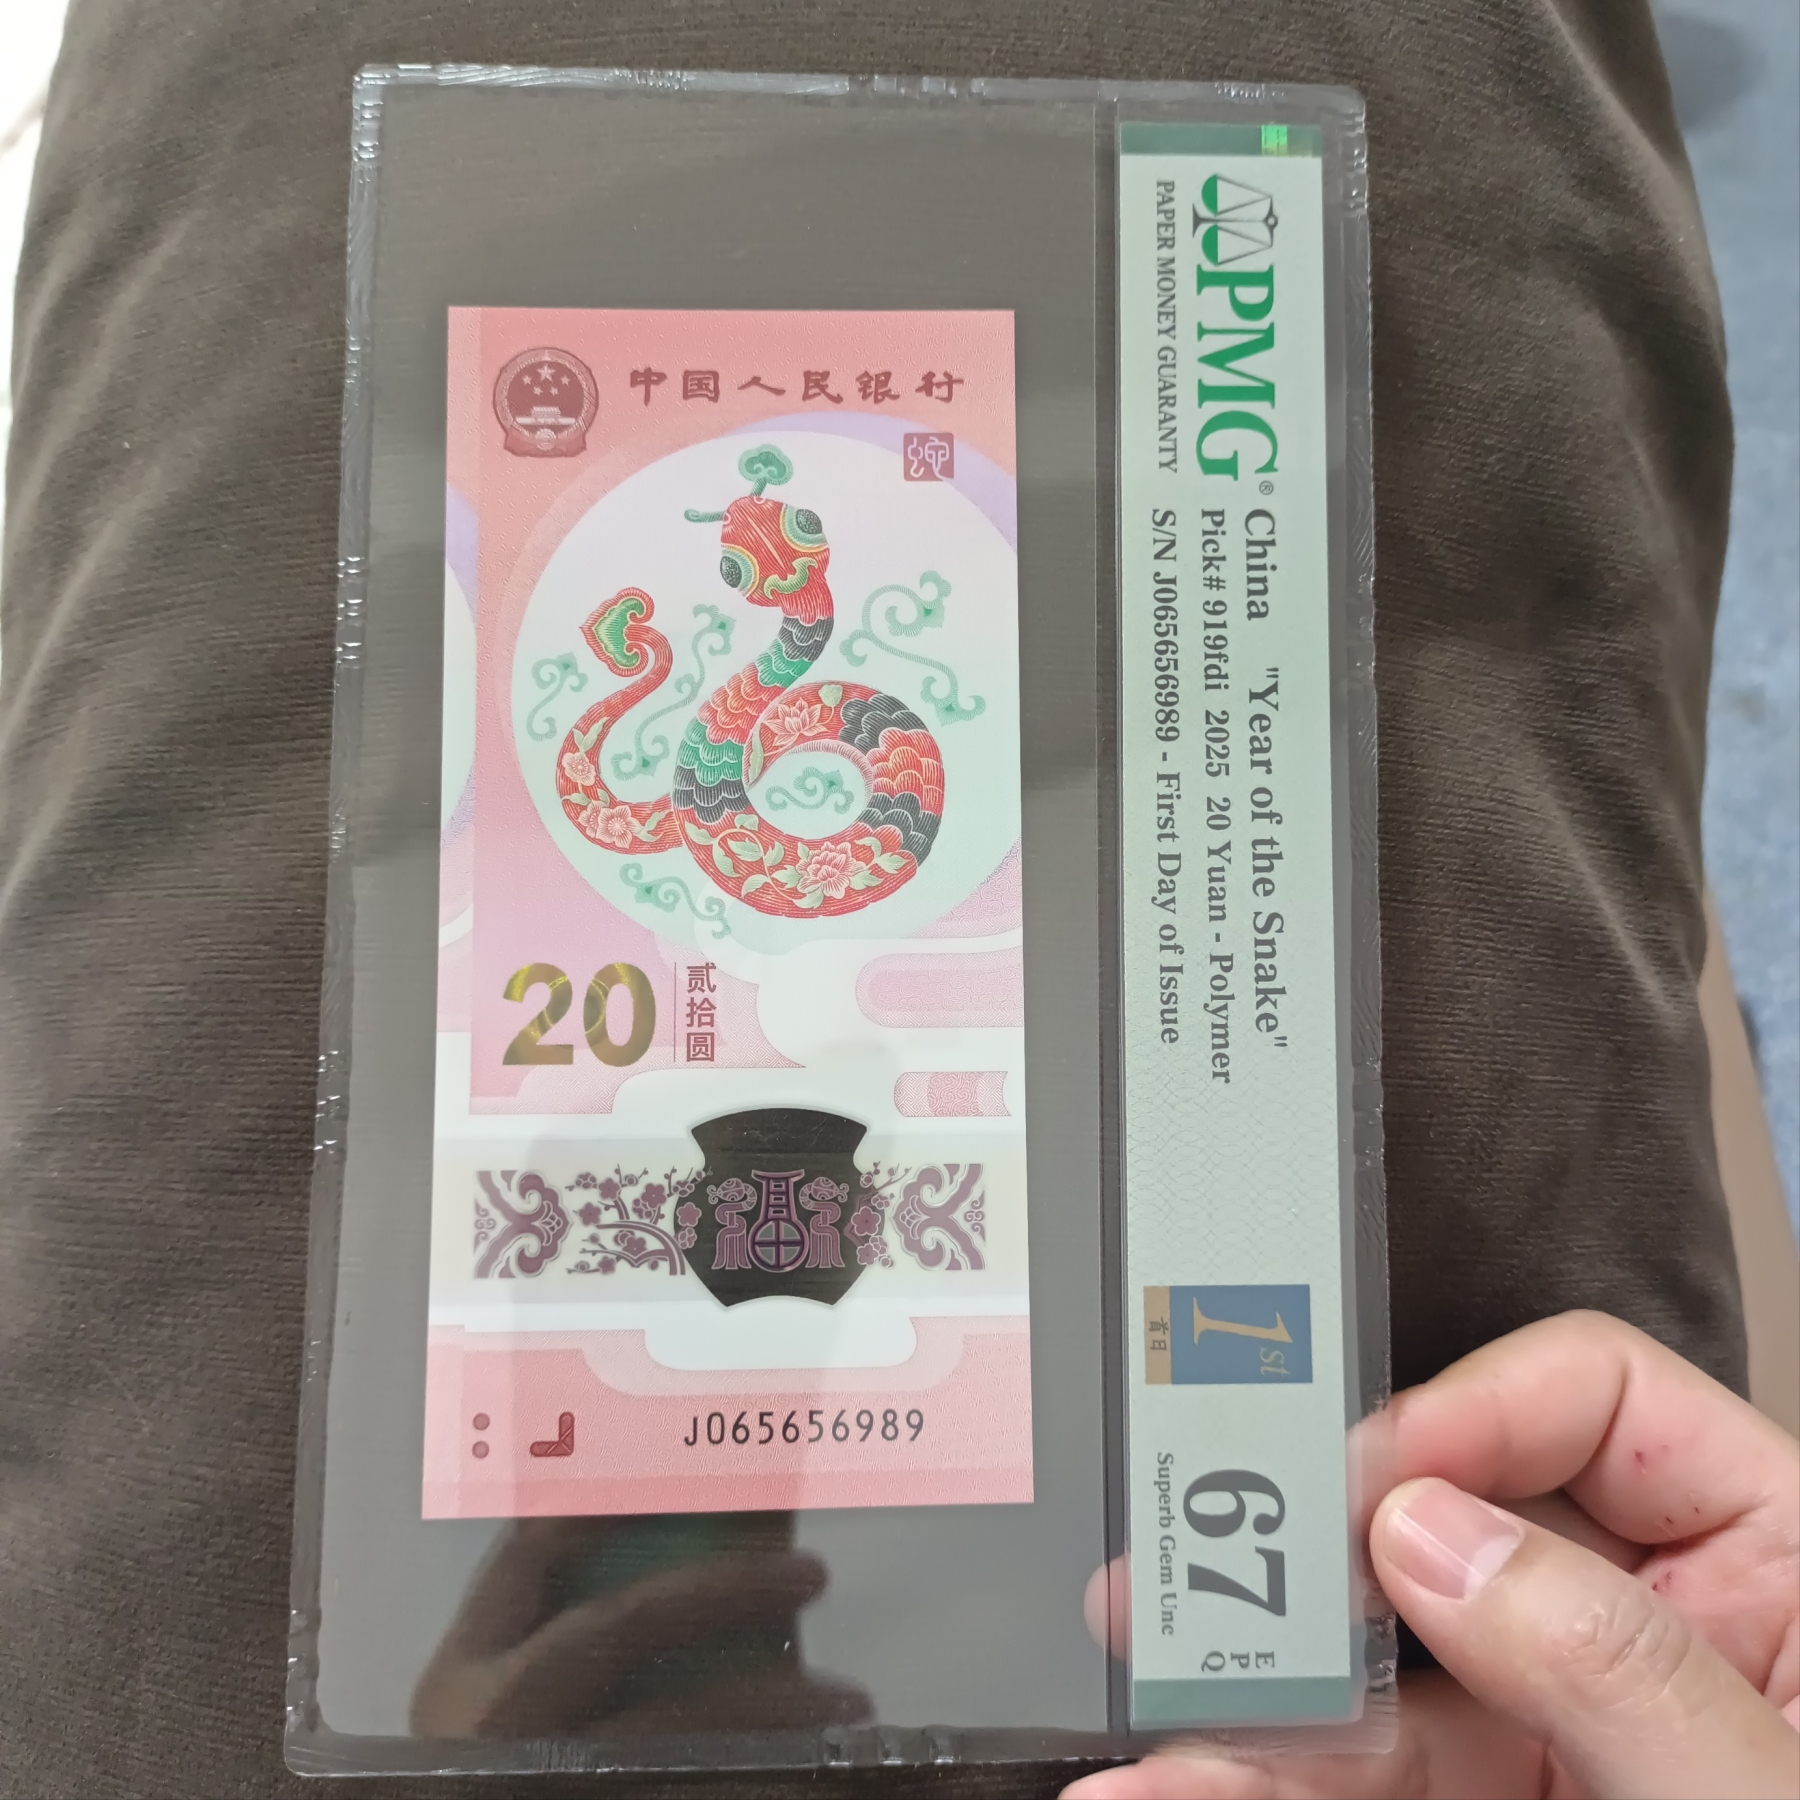 中国人民银行
20
贰拾圆
J065656989
PMG®
PAPER MONEY GUARANTY
China "Year of the Snake"
Pick# 919fdi 2025 20 Yuan - Polymer
S/N J065656989 - First Day of Issue
1st
首日
67
EPQ
Superb Gem Unc